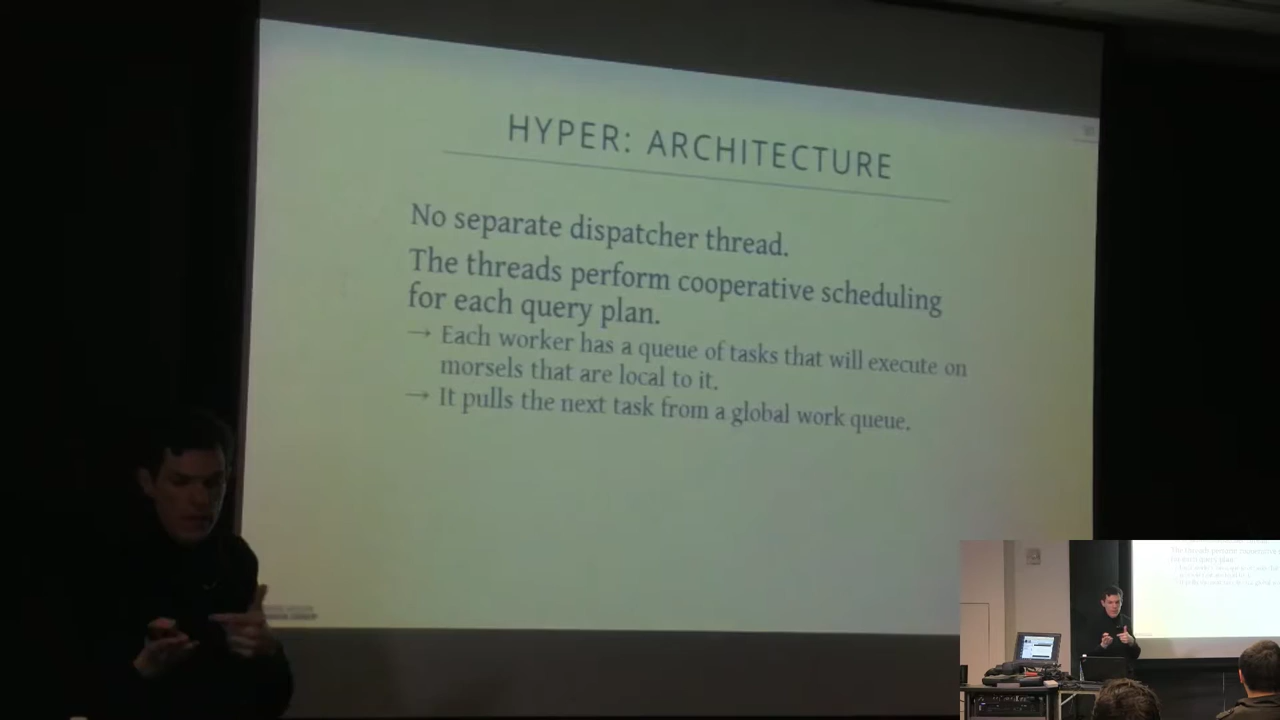 HYPER: ARCHITECTURE
No separate dispatcher thread.
The threads perform cooperative scheduling
for each query plan.
→ Each worker has a queue of tasks that will execute on
morsels that are local to it.
→ It pulls the next task from a global work queue.